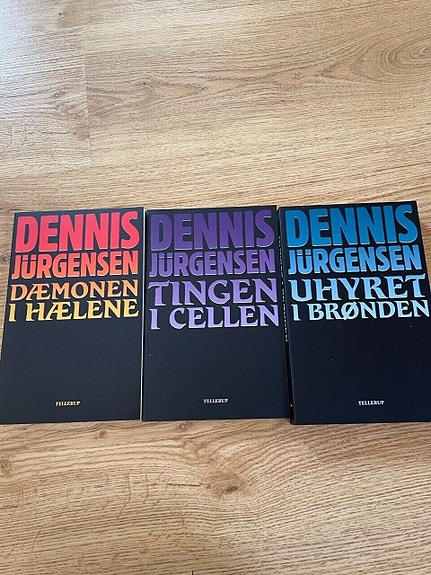 DENNIS
JÜRGENSEN
DÆMONEN
I HÆLENE
TELLERUP
DENNIS
JÜRGENSEN
TINGEN
I CELLEN
TELLERUP
DENNIS
JÜRGENSEN
UHYRET
I BRØNDEN
TELLERUP